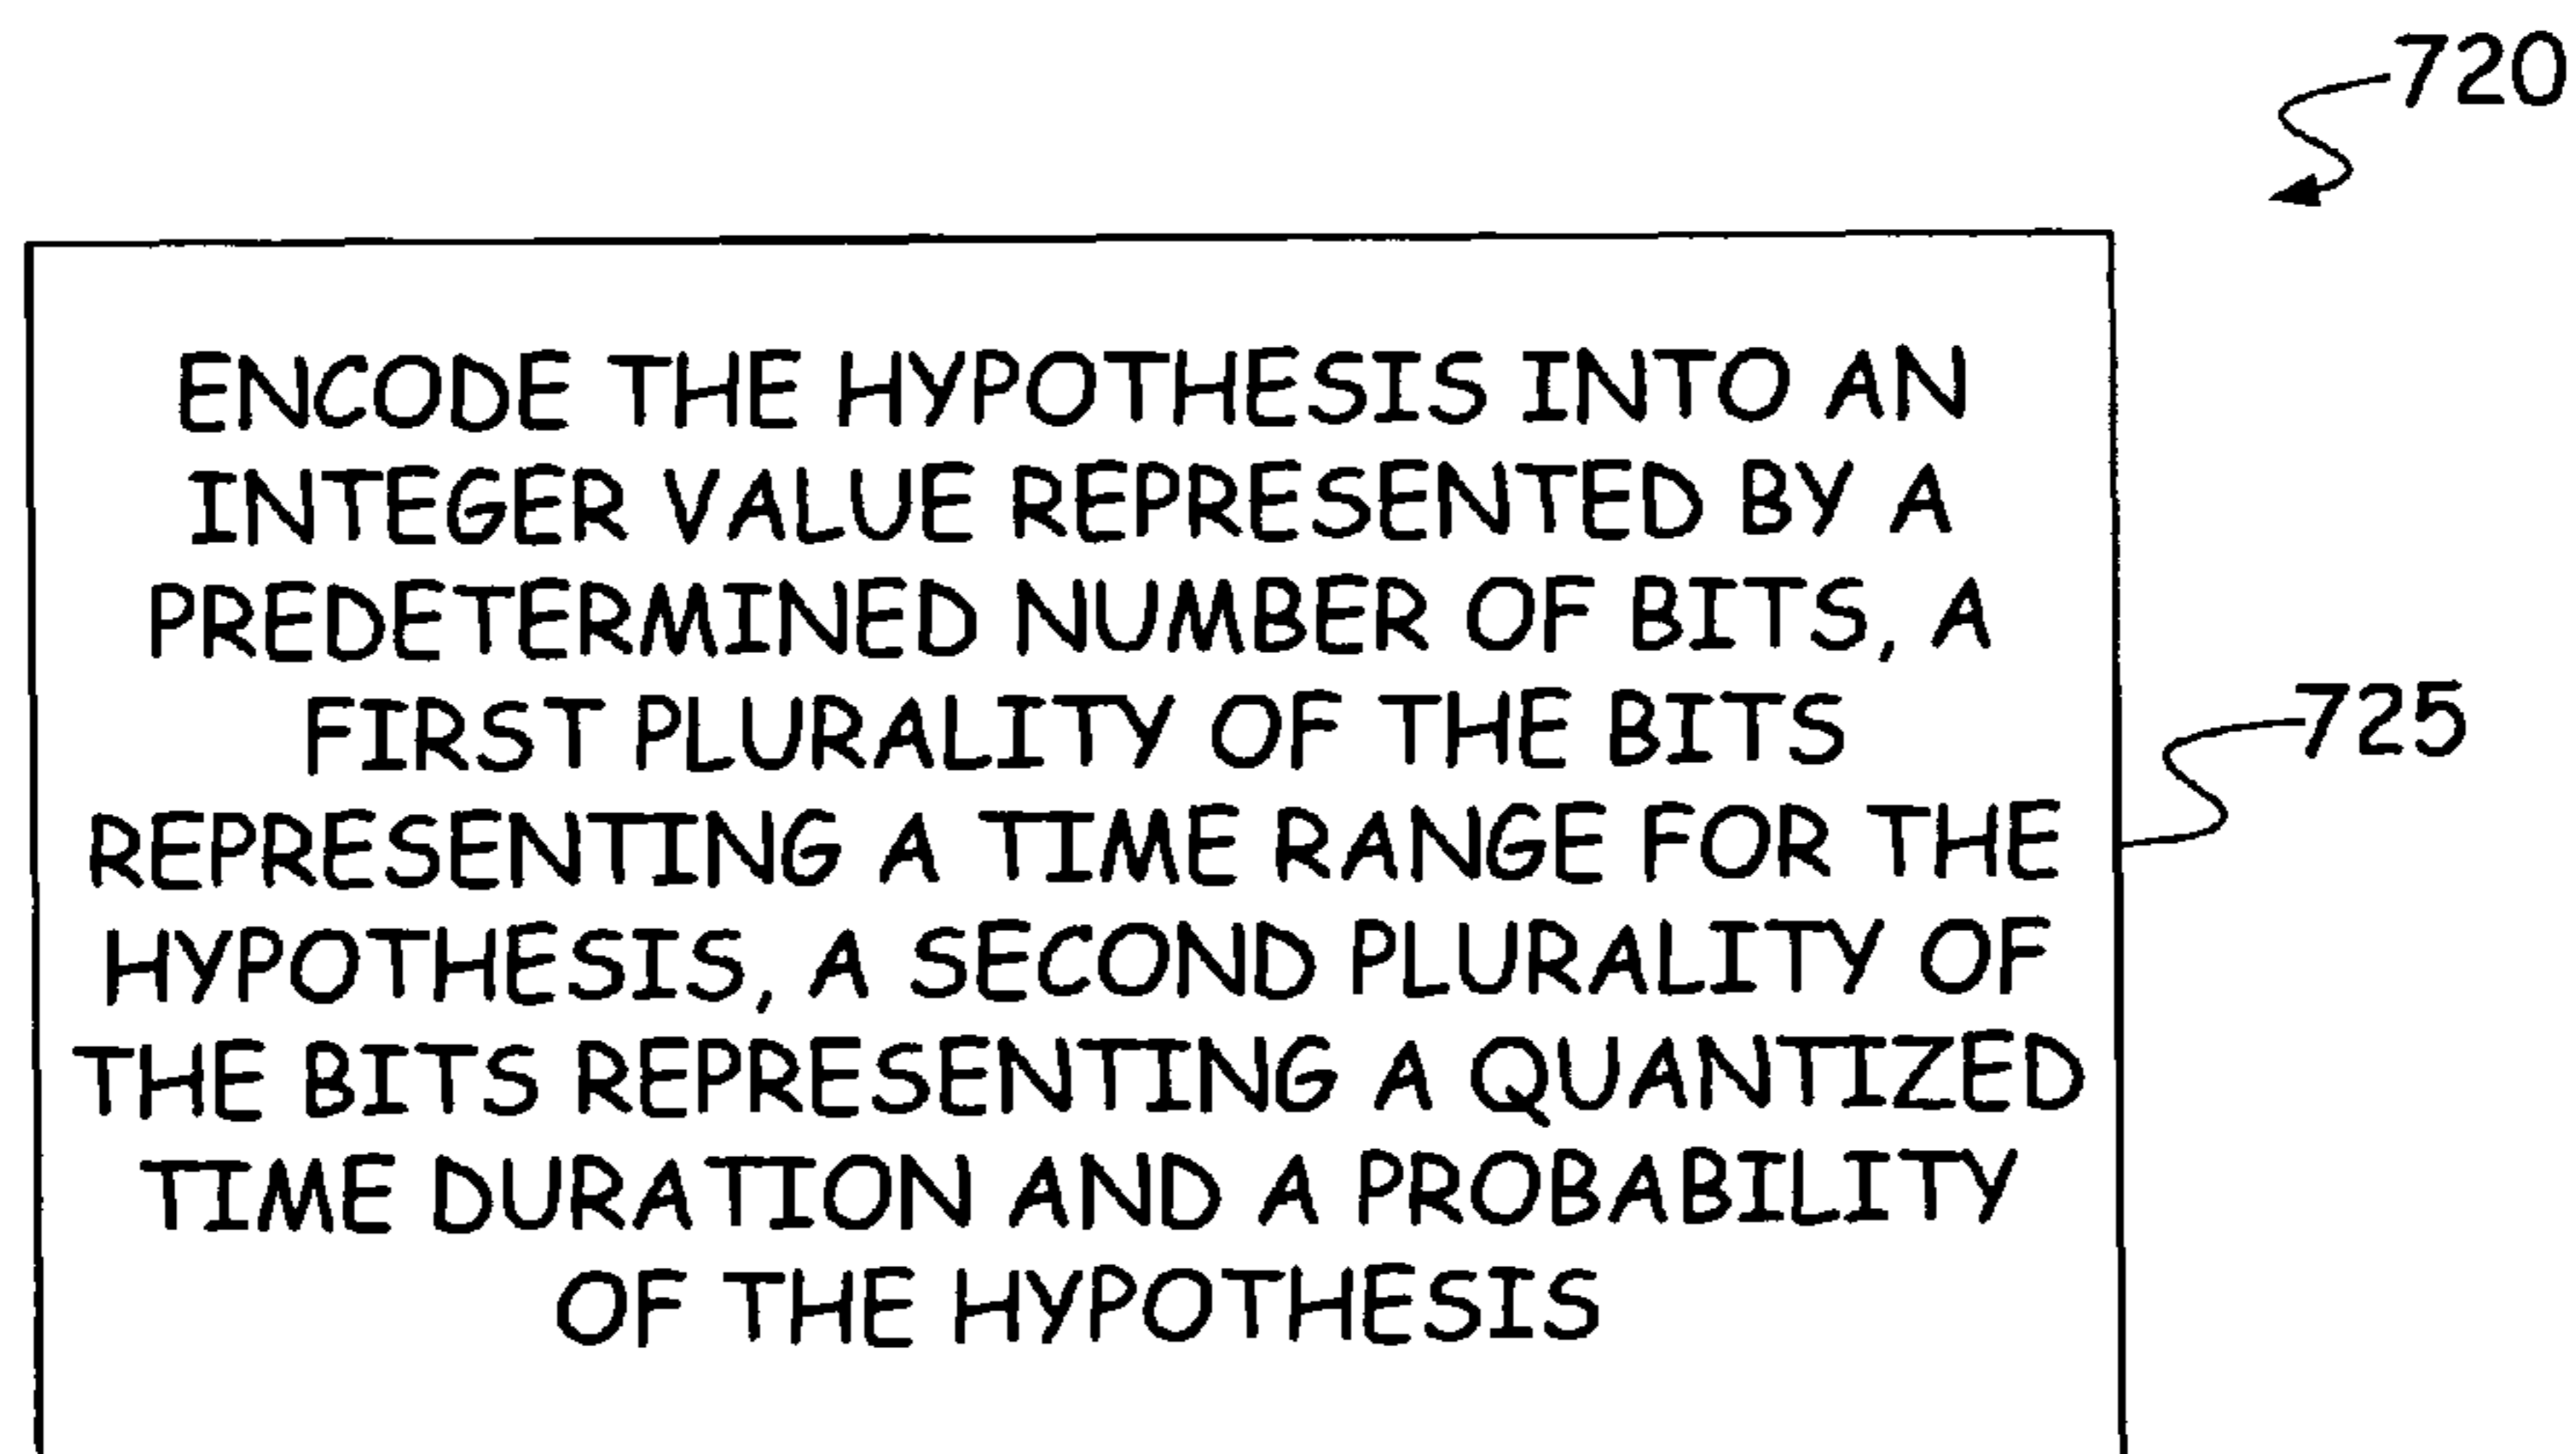 720
ENCODE THE HYPOTHESIS INTO AN
INTEGER VALUE REPRESENTED BY A
PREDETERMINED NUMBER OF BITS, A
FIRST PLURALITY OF THE BITS
REPRESENTING A TIME RANGE FOR THE
HYPOTHESIS, A SECOND PLURALITY OF
THE BITS REPRESENTING A QUANTIZED
TIME DURATION AND A PROBABILITY
OF THE HYPOTHESIS
725